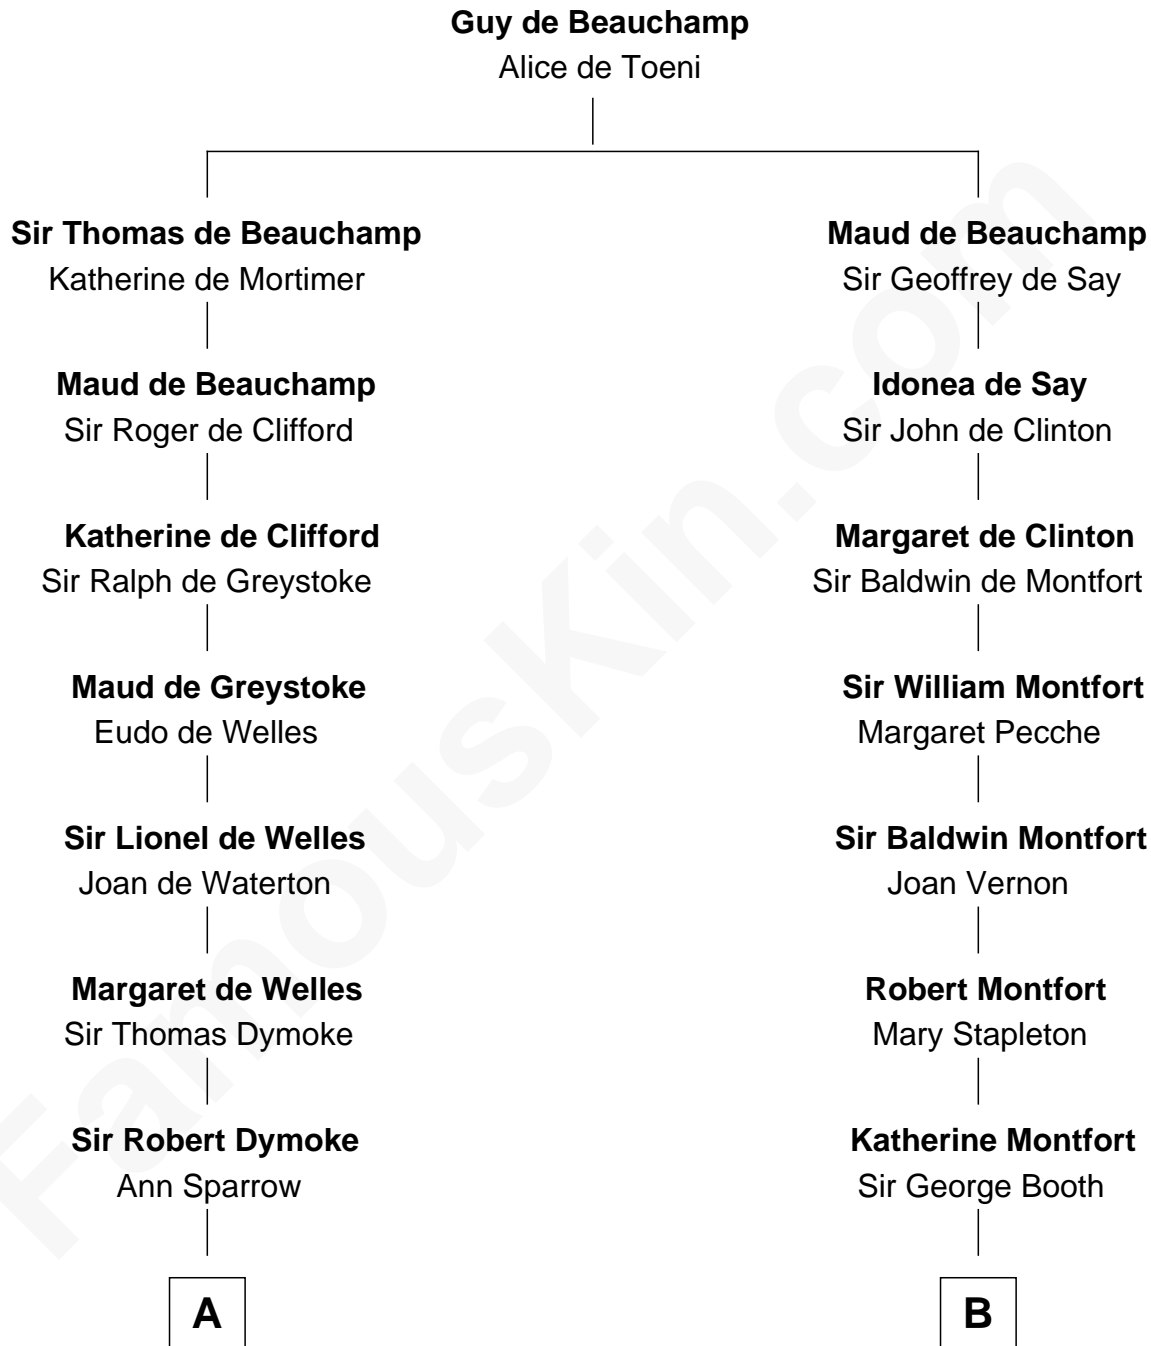 Guy de Beauchamp
Alice de Toeni
Sir Thomas de Beauchamp
Katherine de Mortimer
Maud de Beauchamp
Sir Geoffrey de Say
Maud de Beauchamp
Sir Roger de Clifford
Idonea de Say
Sir John de Clinton
Katherine de Clifford
Sir Ralph de Greystoke
Margaret de Clinton
Sir Baldwin de Montfort
Maud de Greystoke
Eudo de Welles
Sir William Montfort
Margaret Pecche
Sir Lionel de Welles
Joan de Waterton
Sir Baldwin Montfort
Joan Vernon
Margaret de Welles
Sir Thomas Dymoke
Robert Montfort
Mary Stapleton
Sir Robert Dymoke
Ann Sparrow
Katherine Montfort
Sir George Booth
A
B
FamousKin.com